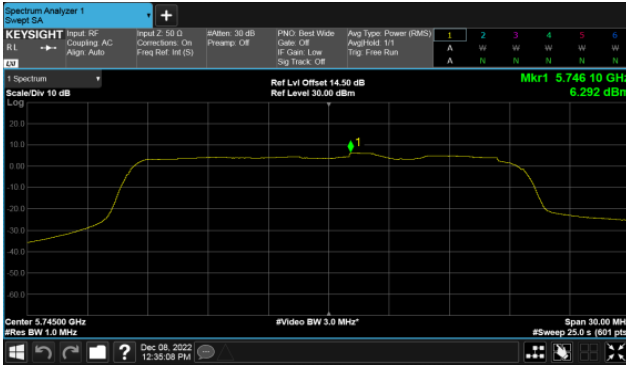 Spectrum Analyzer 1
Swept SA
KEYSIGHT Input: RF Input Z: 50 Ω #Atten: 30 dB PNO: Best Wide Avg Type: Power (RMS) 1 2 3 4 5 6
RL Coupling: AC Corrections: On Preamp: Off Gate: Off Avg|Hold: 1/1 A W W W W W
Align: Auto Freq Ref: Int (S) IF Gain: Low Trig: Free Run
Sig Track: Off A N N N N N
LXI
1 Spectrum Ref Lvl Offset 14.50 dB Mkr1 5.746 10 GHz
Scale/Div 10 dB Ref Level 30.00 dBm 6.292 dBm
Log
20.0
10.0 1
0.00
-10.0
-20.0
-30.0
-40.0
-50.0
-60.0
Center 5.74500 GHz #Video BW 3.0 MHz* Span 30.00 MH
#Res BW 1.0 MHz #Sweep 25.0 s (601 pts
? Dec 08, 2022
12:35:08 PM